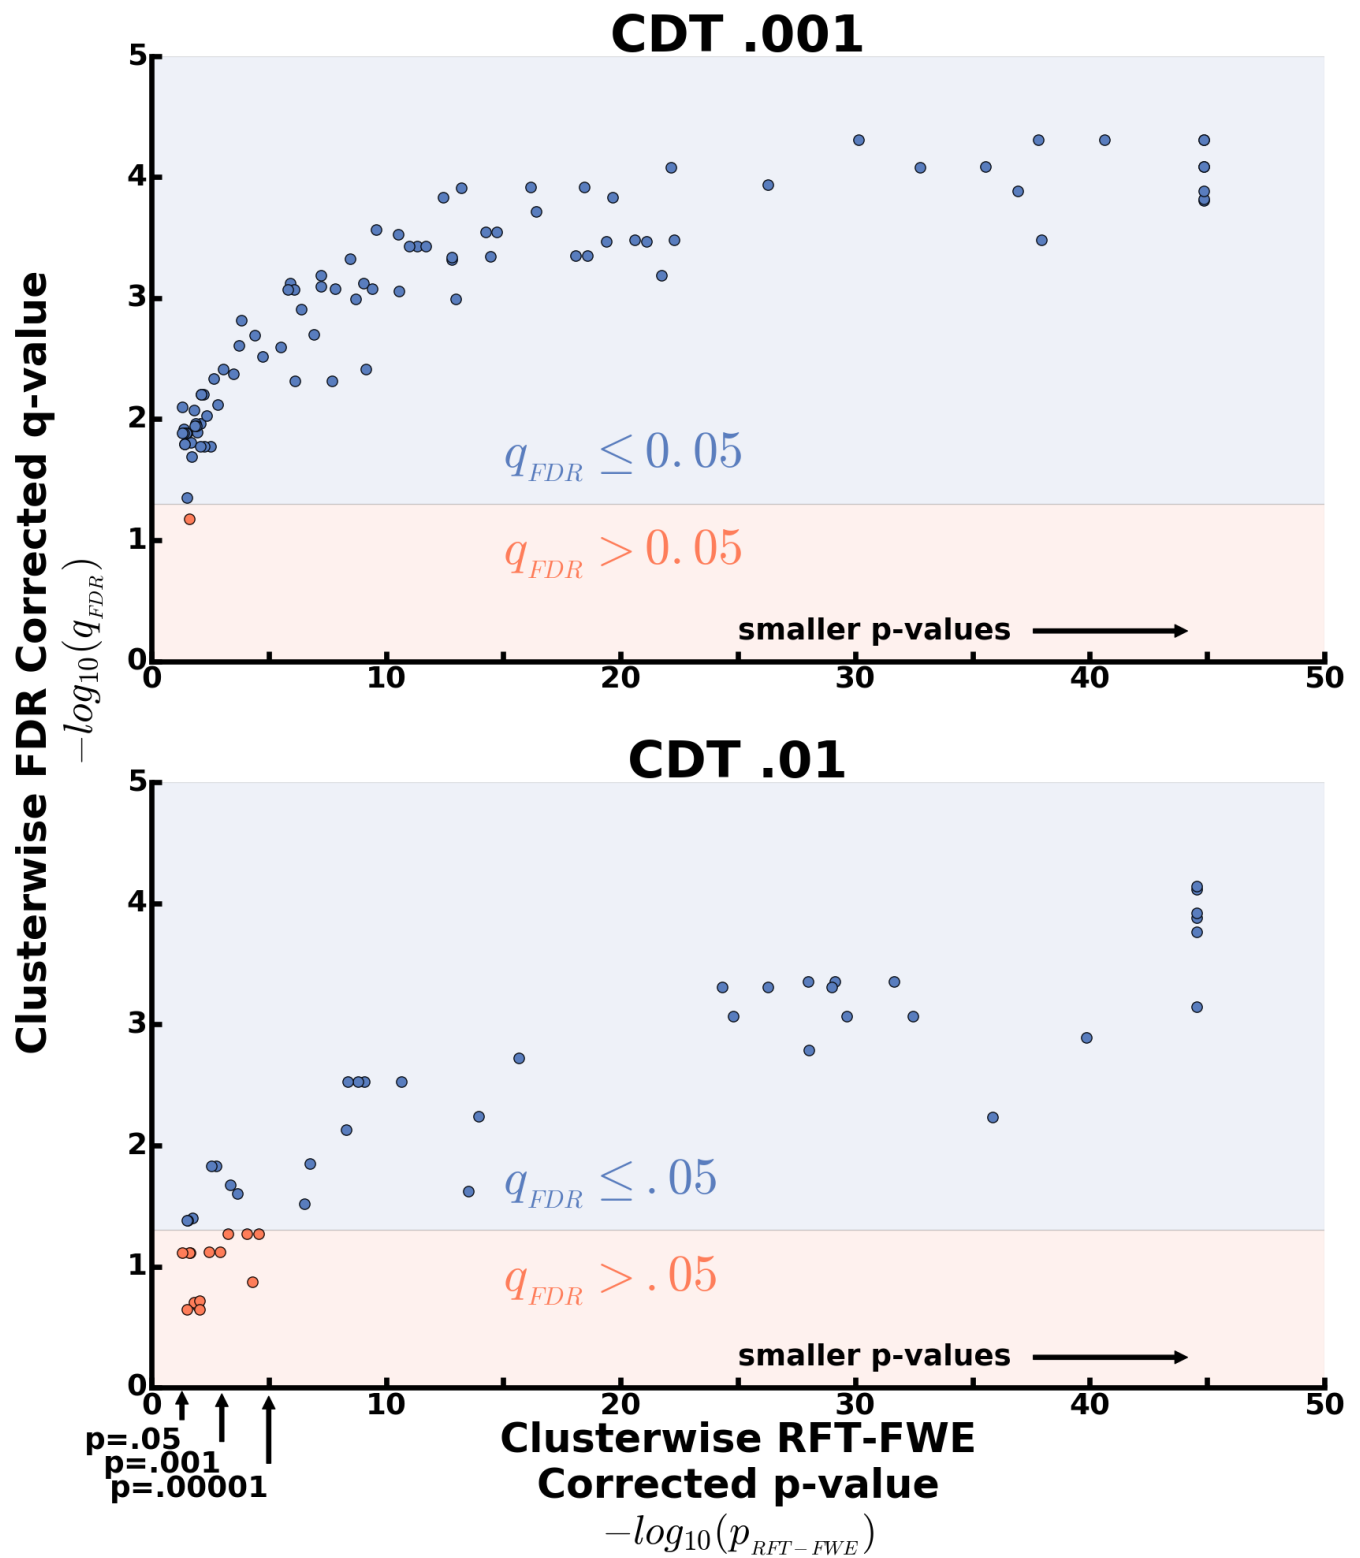 CDT .001
5
4
3
2
1
0
q_FDR ≤ 0.05
q_FDR > 0.05
smaller p-values
0 10 20 30 40 50
Clusterwise FDR Corrected q-value
−log10(q_FDR)
CDT .01
5
4
3
2
1
0
q_FDR ≤ .05
q_FDR > .05
smaller p-values
0 10 20 30 40 50
p=.05
p=.001
p=.00001
Clusterwise RFT-FWE
Corrected p-value
−log10(p_RFT−FWE)